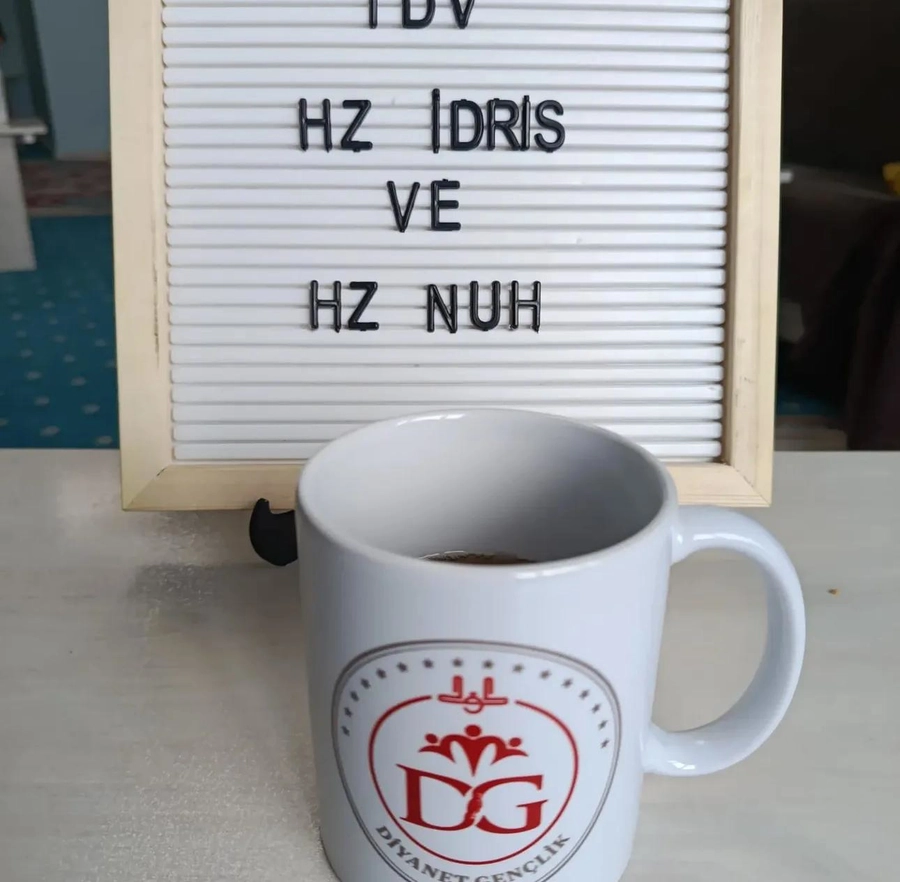 TDV
HZ İDRİS
VE
HZ NUH
DG
DİYANET GENÇLİK